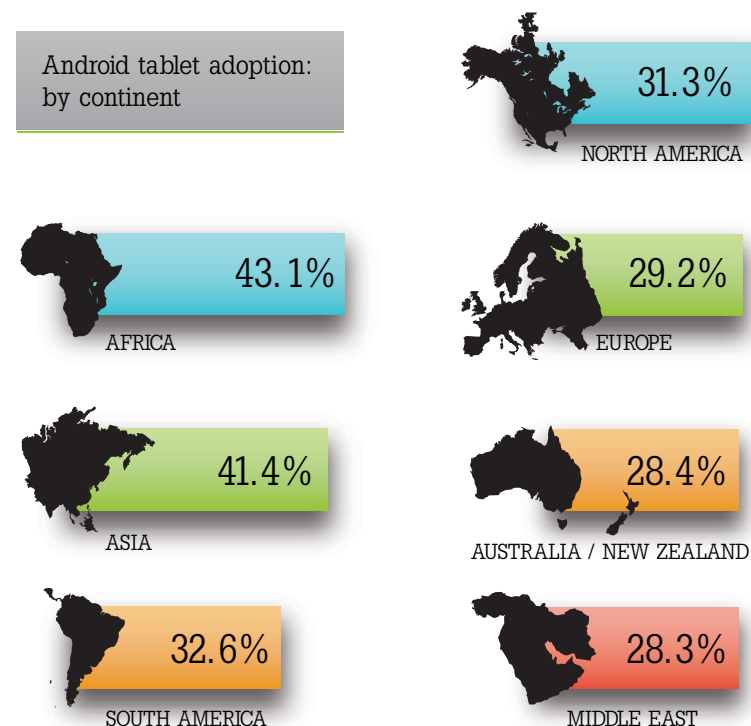 Android tablet adoption:
by continent
43.1%
AFRICA
41.4%
ASIA
32.6%
SOUTH AMERICA
31.3%
NORTH AMERICA
29.2%
EUROPE
28.4%
AUSTRALIA / NEW ZEALAND
28.3%
MIDDLE EAST